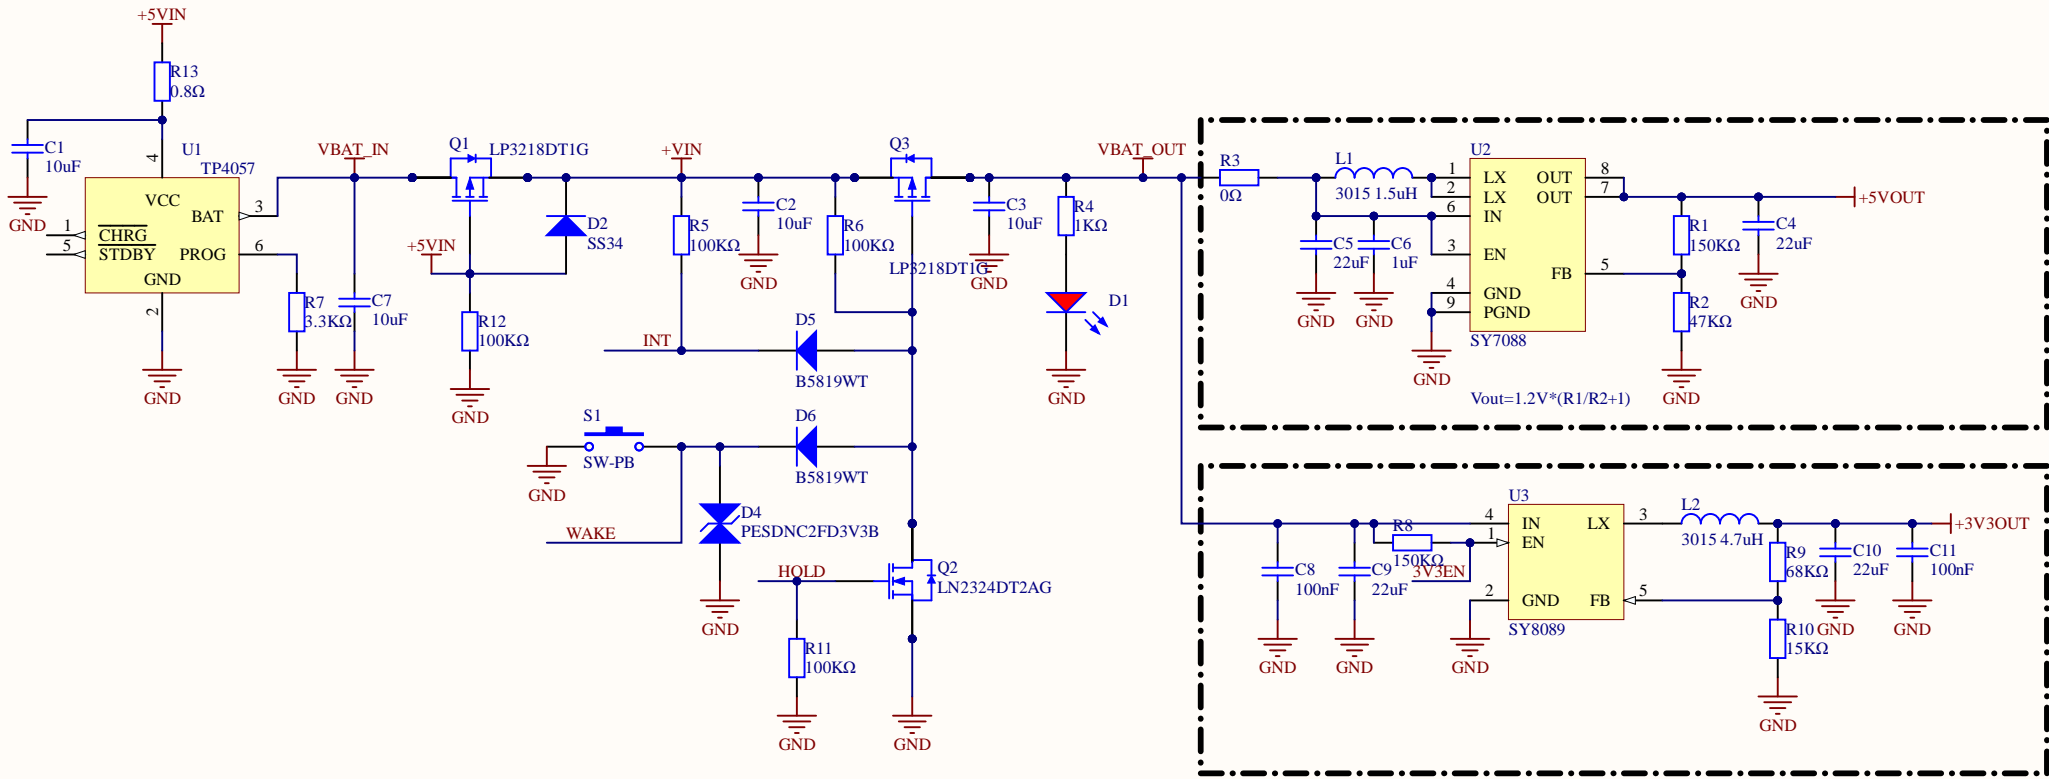 +5VIN
R13
0.8Ω
C1
10uF
GND
U1
TP4057
4
VCC
BAT
3
1
CHRG
5
STDBY
PROG
6
GND
2
GND
R7
3.3KΩ
GND
VBAT_IN
C7
10uF
GND
Q1
LP3218DT1G
+5VIN
R12
100KΩ
GND
D2
SS34
+VIN
R5
100KΩ
C2
10uF
GND
R6
100KΩ
Q3
LP3218DT1G
C3
10uF
GND
R4
1KΩ
D1
GND
VBAT_OUT
INT
D5
B5819WT
S1
SW-PB
GND
D6
B5819WT
WAKE
D4
PESDNC2FD3V3B
GND
HOLD
Q2
LN2324DT2AG
R11
100KΩ
GND
GND
R3
0Ω
L1
3015 1.5uH
C5
22uF
GND
C6
1uF
GND
U2
1
LX
2
LX
6
IN
3
EN
4
GND
9
PGND
OUT
8
OUT
7
FB
5
SY7088
GND
+5VOUT
R1
150KΩ
C4
22uF
GND
R2
47KΩ
GND
Vout=1.2V*(R1/R2+1)
C8
100nF
GND
C9
22uF
GND
R8
150KΩ
3V3EN
U3
4
IN
1
EN
2
GND
LX
3
FB
5
SY8089
GND
L2
3015 4.7uH
+3V3OUT
R9
68KΩ
C10
22uF
GND
C11
100nF
GND
R10
15KΩ
GND